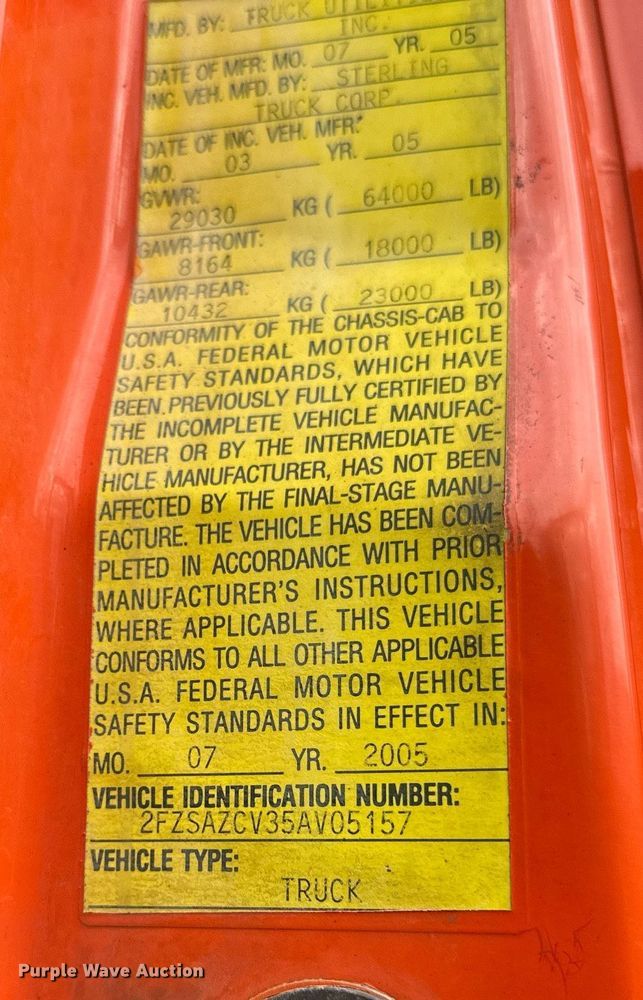 MFD. BY: TRUCK
INC.
DATE OF MFR: MO. 07 YR. 05
INC. VEH. MFD. BY: STERLING
TRUCK CORP.
DATE OF INC. VEH. MFR:
MO. 03 YR. 05
GVWR:
29030 KG ( 64000 LB)
GAWR-FRONT:
8164 KG ( 18000 LB)
GAWR-REAR:
10432 KG ( 23000 LB)
CONFORMITY OF THE CHASSIS-CAB TO
U.S.A. FEDERAL MOTOR VEHICLE
SAFETY STANDARDS, WHICH HAVE
BEEN PREVIOUSLY FULLY CERTIFIED BY
THE INCOMPLETE VEHICLE MANUFAC-
TURER OR BY THE INTERMEDIATE VE-
HICLE MANUFACTURER, HAS NOT BEEN
AFFECTED BY THE FINAL-STAGE MANU-
FACTURE. THE VEHICLE HAS BEEN COM-
PLETED IN ACCORDANCE WITH PRIOR
MANUFACTURER'S INSTRUCTIONS,
WHERE APPLICABLE. THIS VEHICLE
CONFORMS TO ALL OTHER APPLICABLE
U.S.A. FEDERAL MOTOR VEHICLE
SAFETY STANDARDS IN EFFECT IN:
MO. 07 YR. 2005
VEHICLE IDENTIFICATION NUMBER:
2FZSAZCV35AV05157
VEHICLE TYPE:
TRUCK
Purple Wave Auction